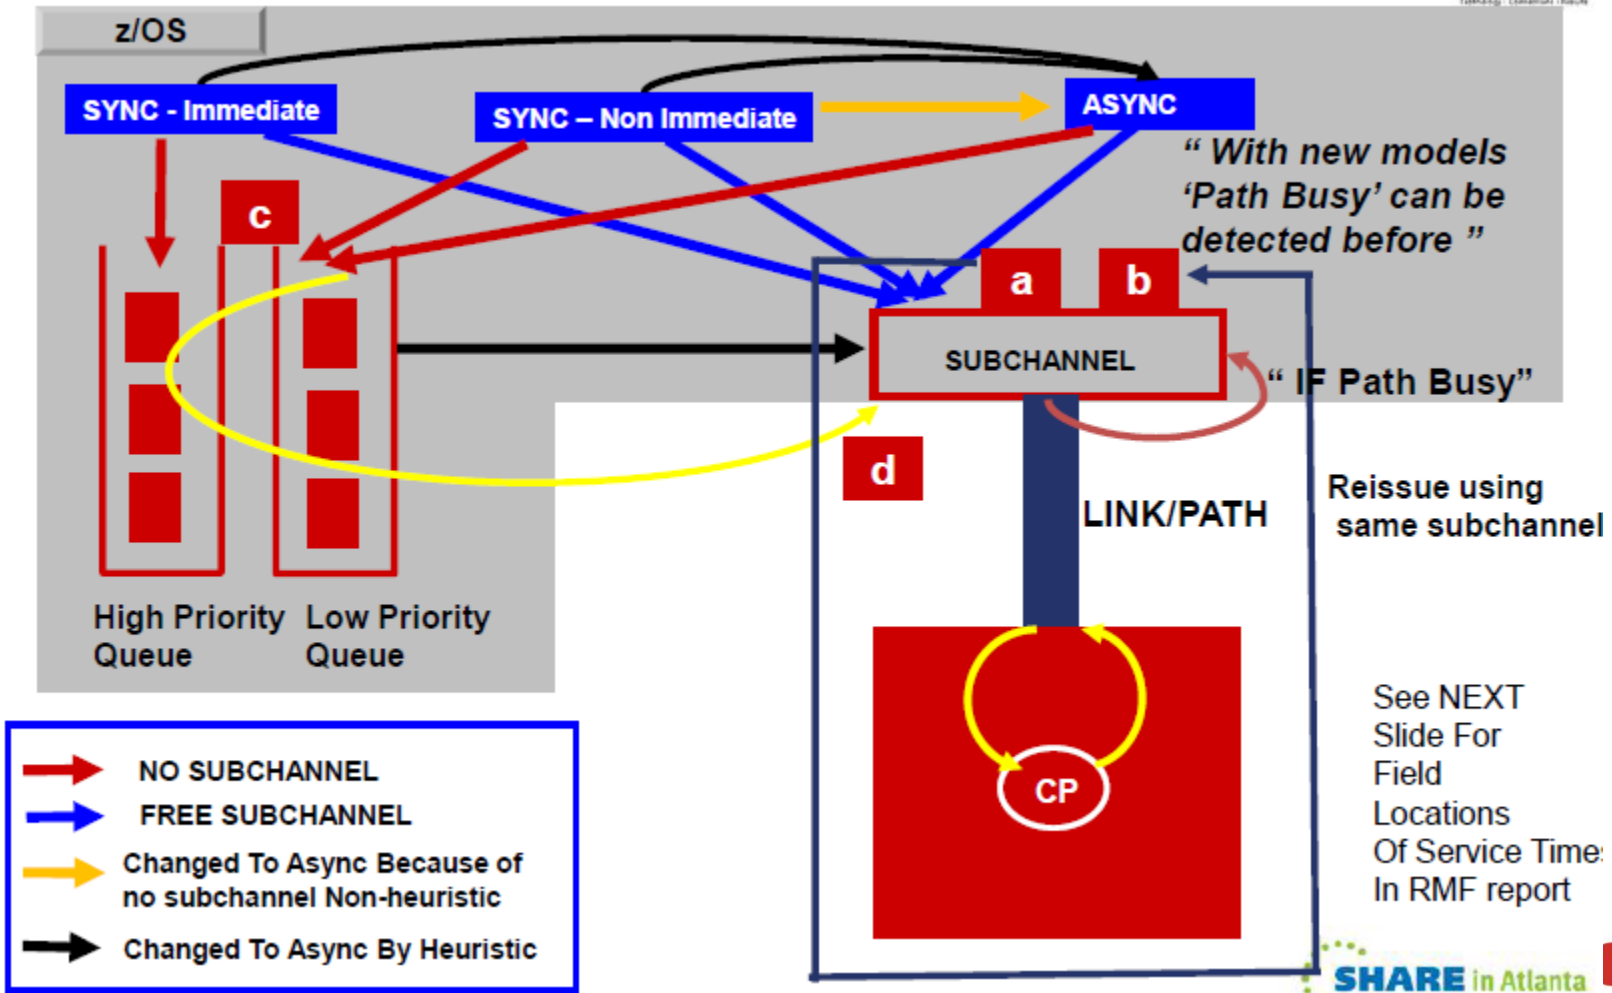 z/OS
SYNC - Immediate
SYNC – Non Immediate
ASYNC
“ With new models
‘Path Busy’ can be
detected before ”
c
a
b
SUBCHANNEL
“ IF Path Busy”
d
LINK/PATH
Reissue using
same subchannel
High Priority
Queue
Low Priority
Queue
CP
See NEXT
Slide For
Field
Locations
Of Service Times
In RMF report
NO SUBCHANNEL
FREE SUBCHANNEL
Changed To Async Because of
no subchannel Non-heuristic
Changed To Async By Heuristic
SHARE in Atlanta